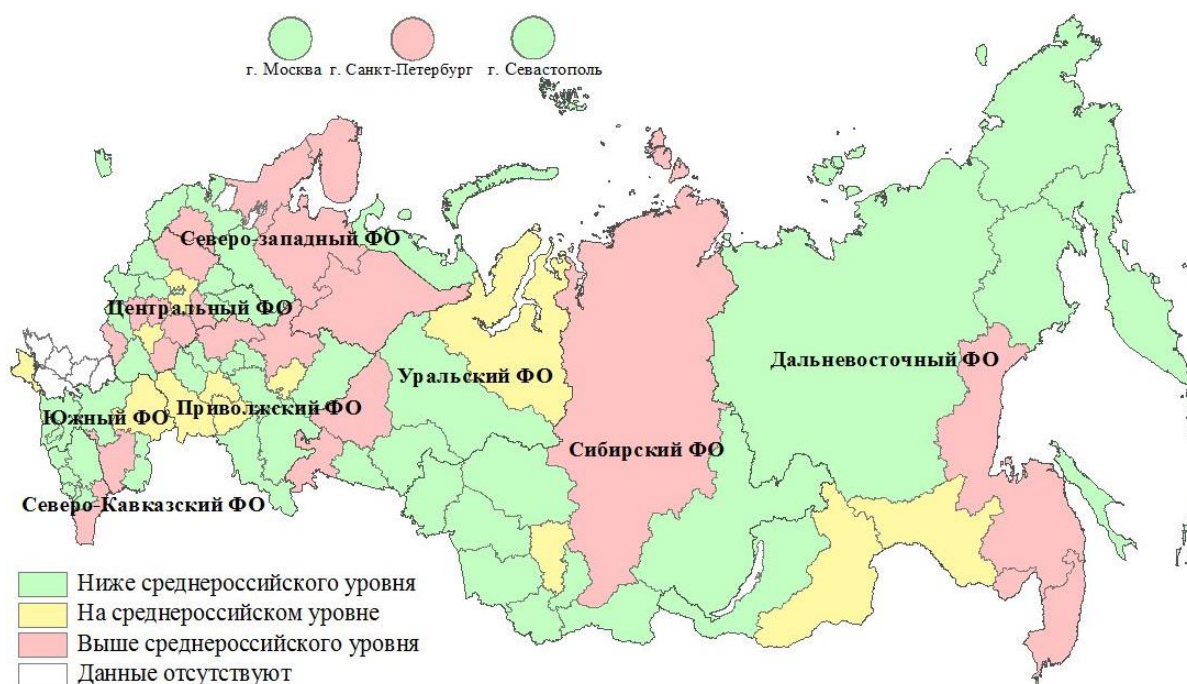 г. Москва г. Санкт-Петербург г. Севастополь
Северо-западный ФО
Центральный ФО
Дальневосточный ФО
Уральский ФО
Южный ФО Приволжский ФО
Сибирский ФО
Северо-Кавказский ФО
Ниже среднероссийского уровня
На среднероссийском уровне
Выше среднероссийского уровня
Данные отсутствуют